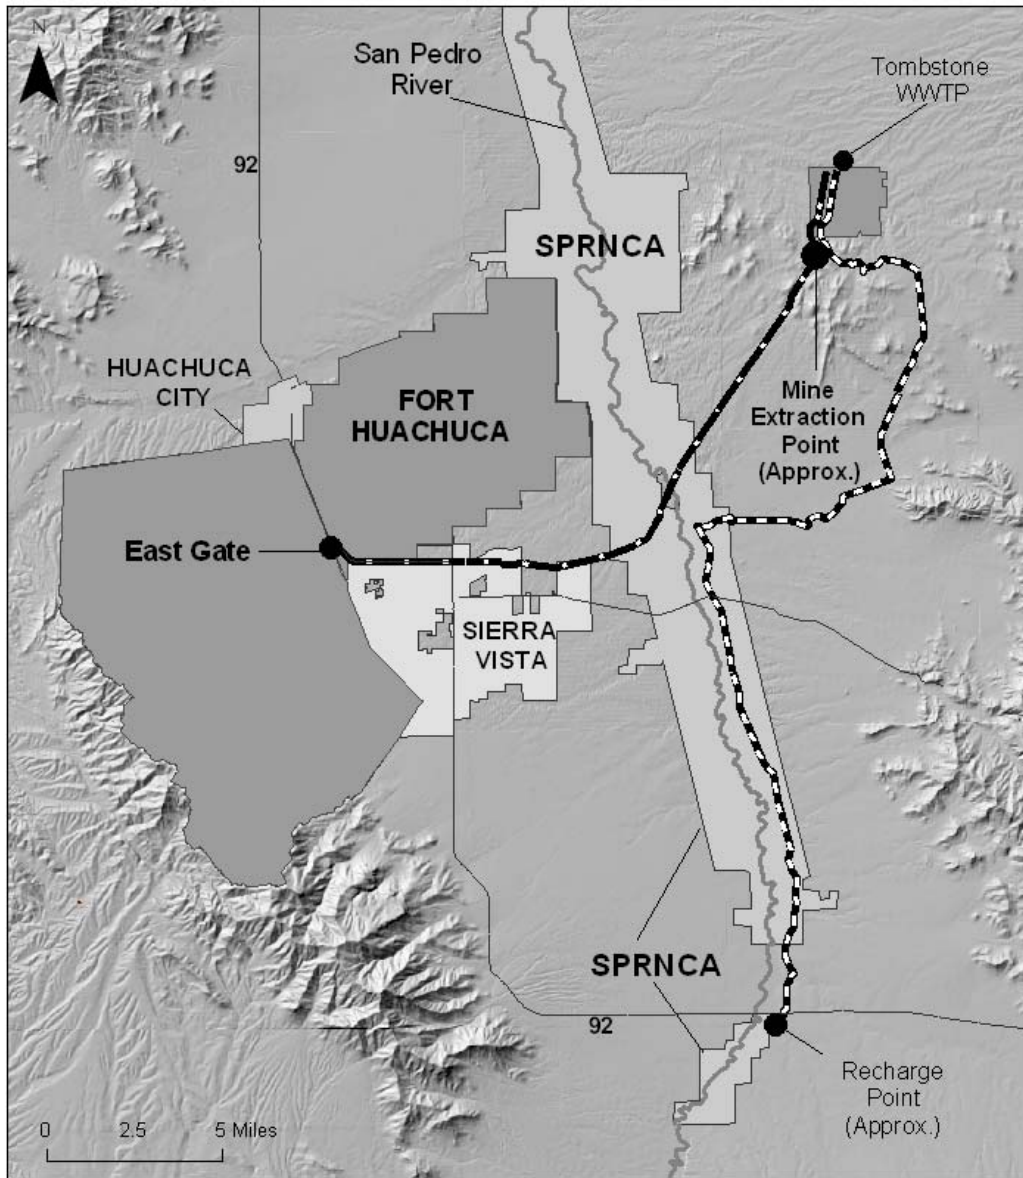 N
San Pedro
River
Tombstone
WWTP
92
SPRNCA
HUACHUCA
CITY
FORT
HUACHUCA
Mine
Extraction
Point
(Approx.)
East Gate
SIERRA
VISTA
SPRNCA
92
Recharge
Point
(Approx.)
0 2.5 5 Miles